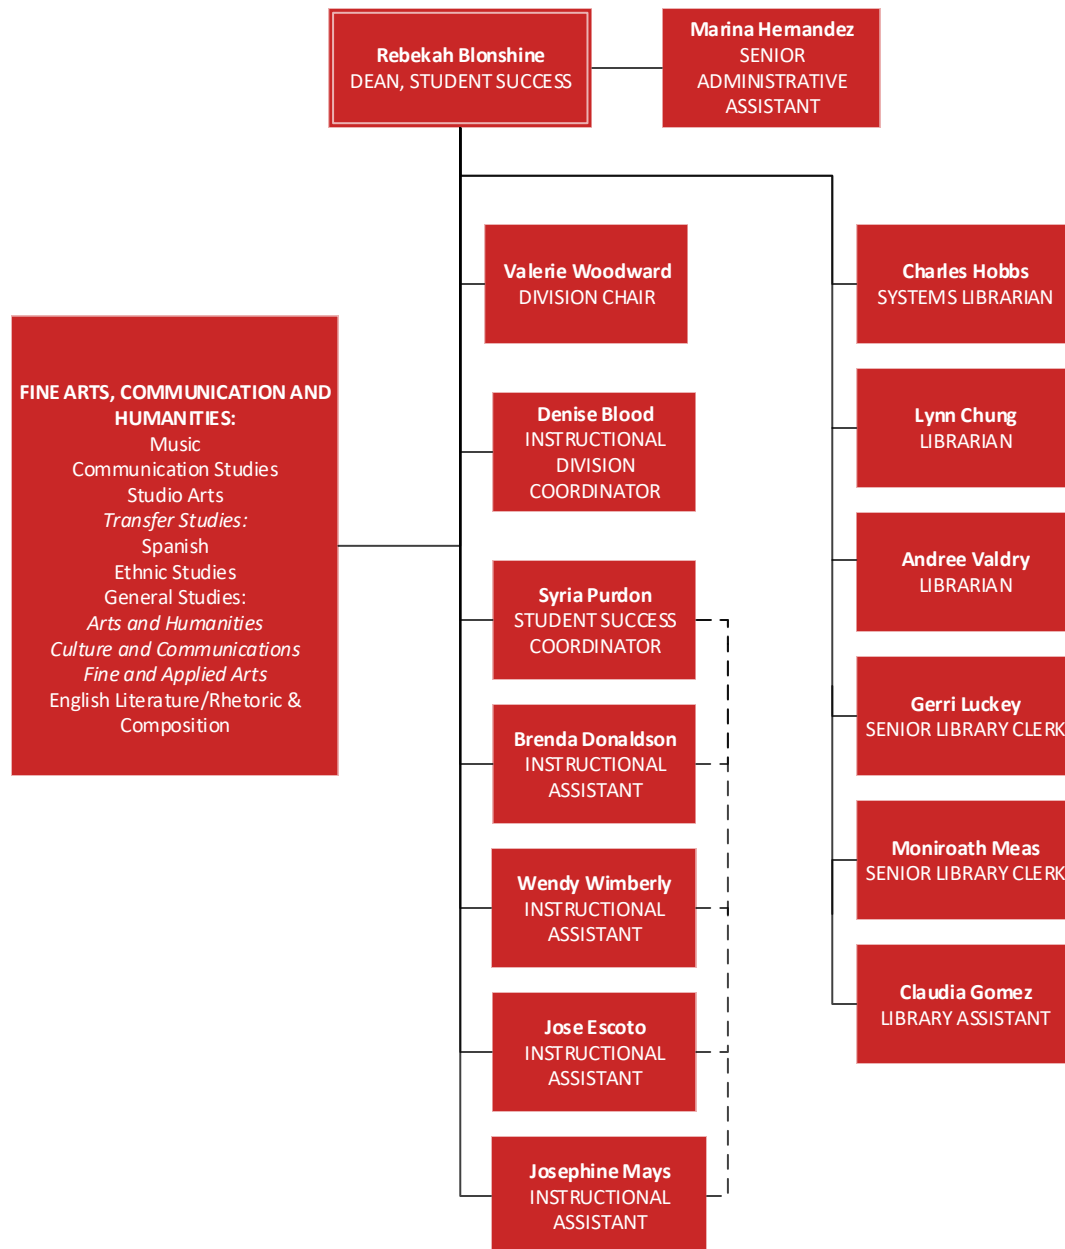 Rebekah Blonshine
DEAN, STUDENT SUCCESS
Marina Hernandez
SENIOR
ADMINISTRATIVE
ASSISTANT
FINE ARTS, COMMUNICATION AND
HUMANITIES:
Music
Communication Studies
Studio Arts
Transfer Studies:
Spanish
Ethnic Studies
General Studies:
Arts and Humanities
Culture and Communications
Fine and Applied Arts
English Literature/Rhetoric &
Composition
Valerie Woodward
DIVISION CHAIR
Denise Blood
INSTRUCTIONAL
DIVISION
COORDINATOR
Syria Purdon
STUDENT SUCCESS
COORDINATOR
Brenda Donaldson
INSTRUCTIONAL
ASSISTANT
Wendy Wimberly
INSTRUCTIONAL
ASSISTANT
Jose Escoto
INSTRUCTIONAL
ASSISTANT
Josephine Mays
INSTRUCTIONAL
ASSISTANT
Charles Hobbs
SYSTEMS LIBRARIAN
Lynn Chung
LIBRARIAN
Andree Valdry
LIBRARIAN
Gerri Luckey
SENIOR LIBRARY CLERK
Moniroath Meas
SENIOR LIBRARY CLERK
Claudia Gomez
LIBRARY ASSISTANT